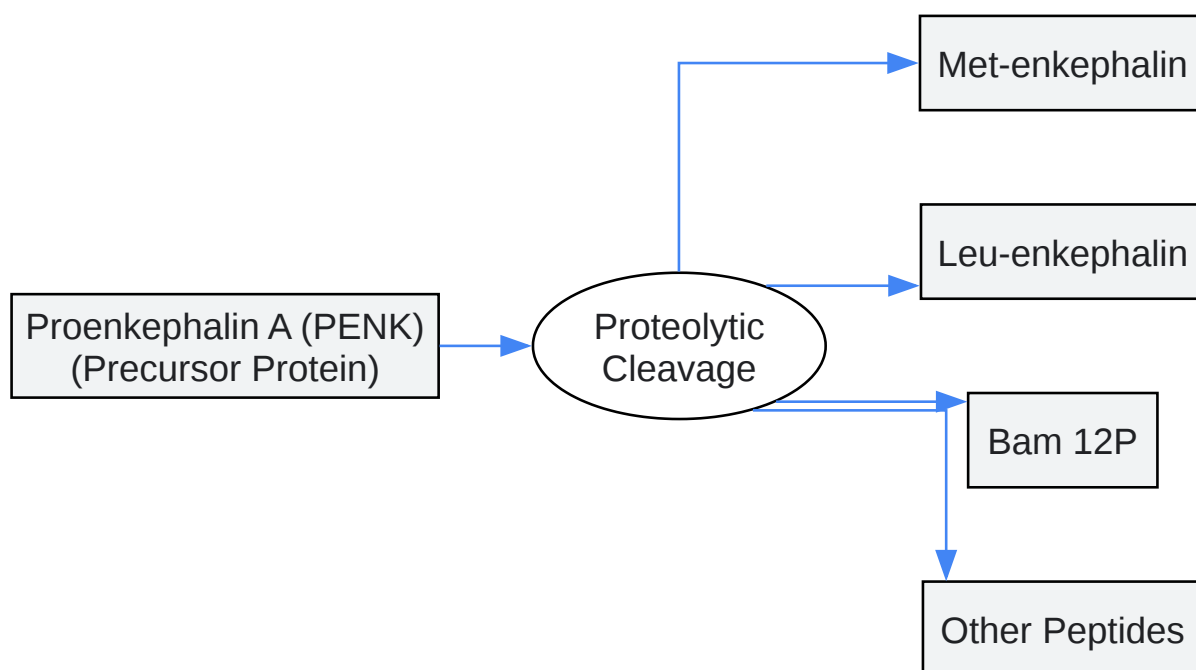 Met-enkephalin
Leu-enkephalin
Proenkephalin A (PENK)
(Precursor Protein)
Proteolytic
Cleavage
Bam 12P
Other Peptides